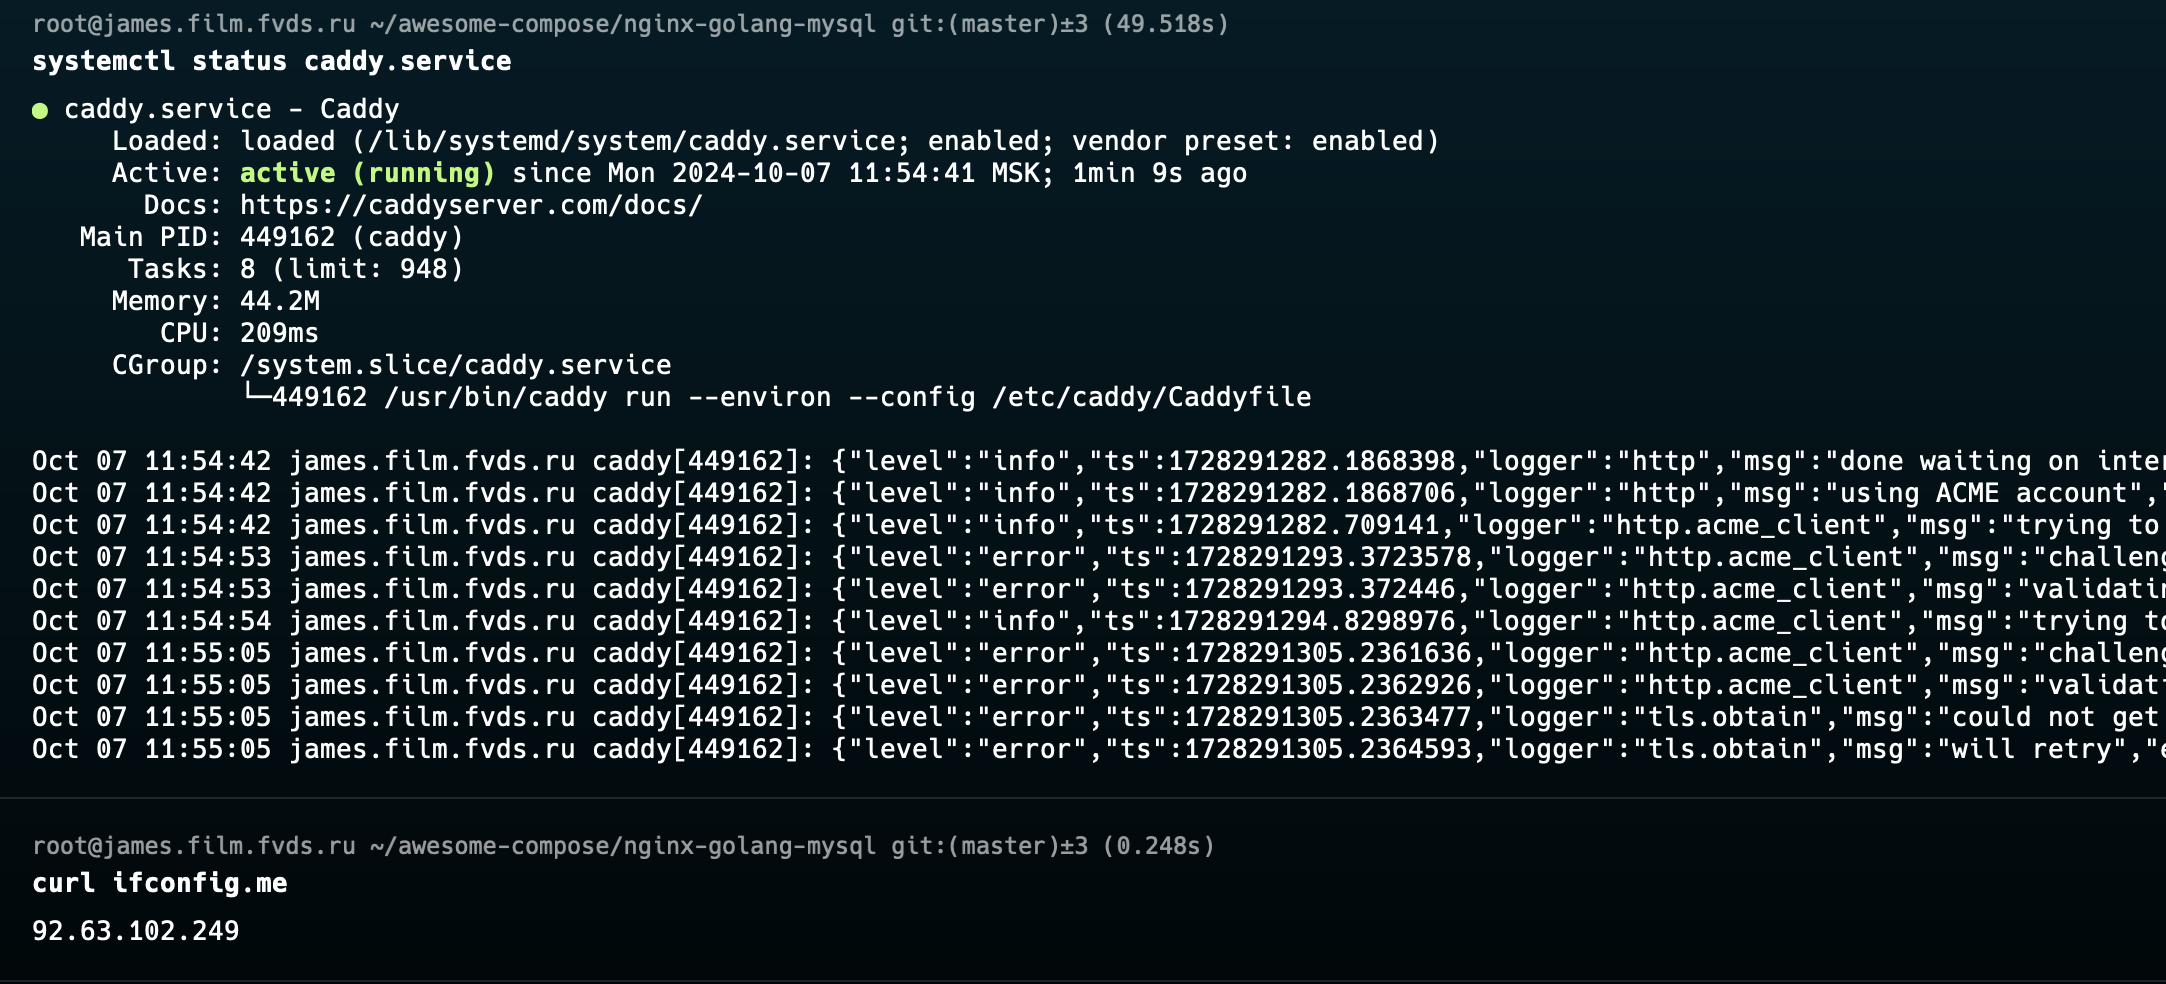 root@james.film.fvds.ru ~/awesome-compose/nginx-golang-mysql git:(master)±3 (49.518s)
systemctl status caddy.service
● caddy.service - Caddy
Loaded: loaded (/lib/systemd/system/caddy.service; enabled; vendor preset: enabled)
Active: active (running) since Mon 2024-10-07 11:54:41 MSK; 1min 9s ago
Docs: https://caddyserver.com/docs/
Main PID: 449162 (caddy)
Tasks: 8 (limit: 948)
Memory: 44.2M
CPU: 209ms
CGroup: /system.slice/caddy.service
└─449162 /usr/bin/caddy run --environ --config /etc/caddy/Caddyfile
Oct 07 11:54:42 james.film.fvds.ru caddy[449162]: {"level":"info","ts":1728291282.1868398,"logger":"http","msg":"done waiting on inter
Oct 07 11:54:42 james.film.fvds.ru caddy[449162]: {"level":"info","ts":1728291282.1868706,"logger":"http","msg":"using ACME account","
Oct 07 11:54:42 james.film.fvds.ru caddy[449162]: {"level":"info","ts":1728291282.709141,"logger":"http.acme_client","msg":"trying to
Oct 07 11:54:53 james.film.fvds.ru caddy[449162]: {"level":"error","ts":1728291293.3723578,"logger":"http.acme_client","msg":"challeng
Oct 07 11:54:53 james.film.fvds.ru caddy[449162]: {"level":"error","ts":1728291293.372446,"logger":"http.acme_client","msg":"validatin
Oct 07 11:54:54 james.film.fvds.ru caddy[449162]: {"level":"info","ts":1728291294.8298976,"logger":"http.acme_client","msg":"trying to
Oct 07 11:55:05 james.film.fvds.ru caddy[449162]: {"level":"error","ts":1728291305.2361636,"logger":"http.acme_client","msg":"challeng
Oct 07 11:55:05 james.film.fvds.ru caddy[449162]: {"level":"error","ts":1728291305.2362926,"logger":"http.acme_client","msg":"validat
Oct 07 11:55:05 james.film.fvds.ru caddy[449162]: {"level":"error","ts":1728291305.2363477,"logger":"tls.obtain","msg":"could not get
Oct 07 11:55:05 james.film.fvds.ru caddy[449162]: {"level":"error","ts":1728291305.2364593,"logger":"tls.obtain","msg":"will retry","e
root@james.film.fvds.ru ~/awesome-compose/nginx-golang-mysql git:(master)±3 (0.248s)
curl ifconfig.me
92.63.102.249